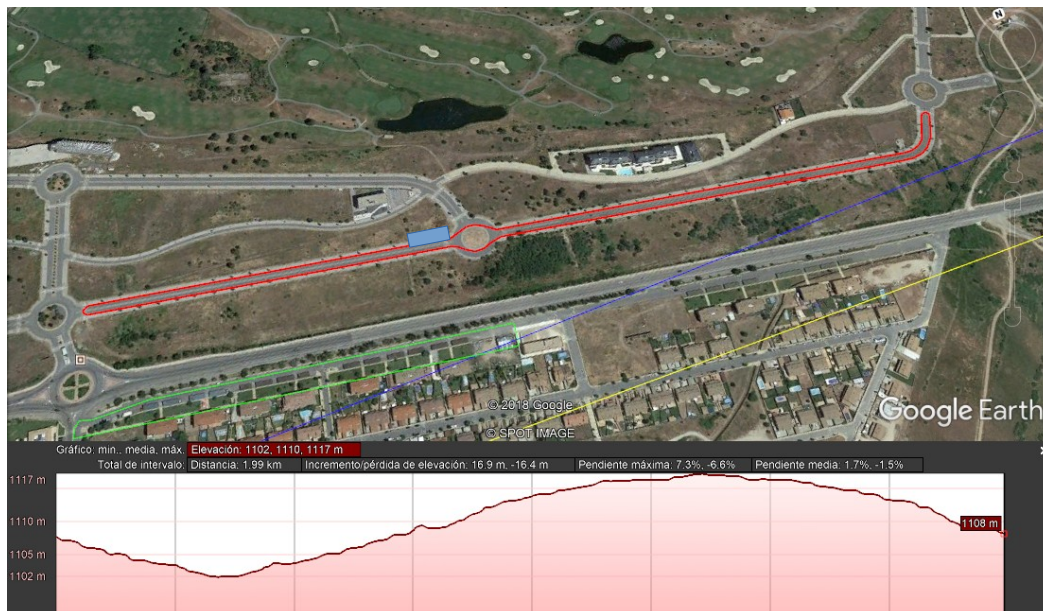 N
© 2018 Google
© SPOT IMAGE
Google Earth
Gráfico: min., media, máx. Elevación: 1102, 1110, 1117 m
Total de intervalo: Distancia: 1,99 km Incremento/pérdida de elevación: 16.9 m, -16.4 m Pendiente máxima: 7.3%, -6.6% Pendiente media: 1.7%, -1.5%
1117 m
1110 m
1108 m
1105 m
1102 m